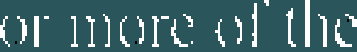 or more of the